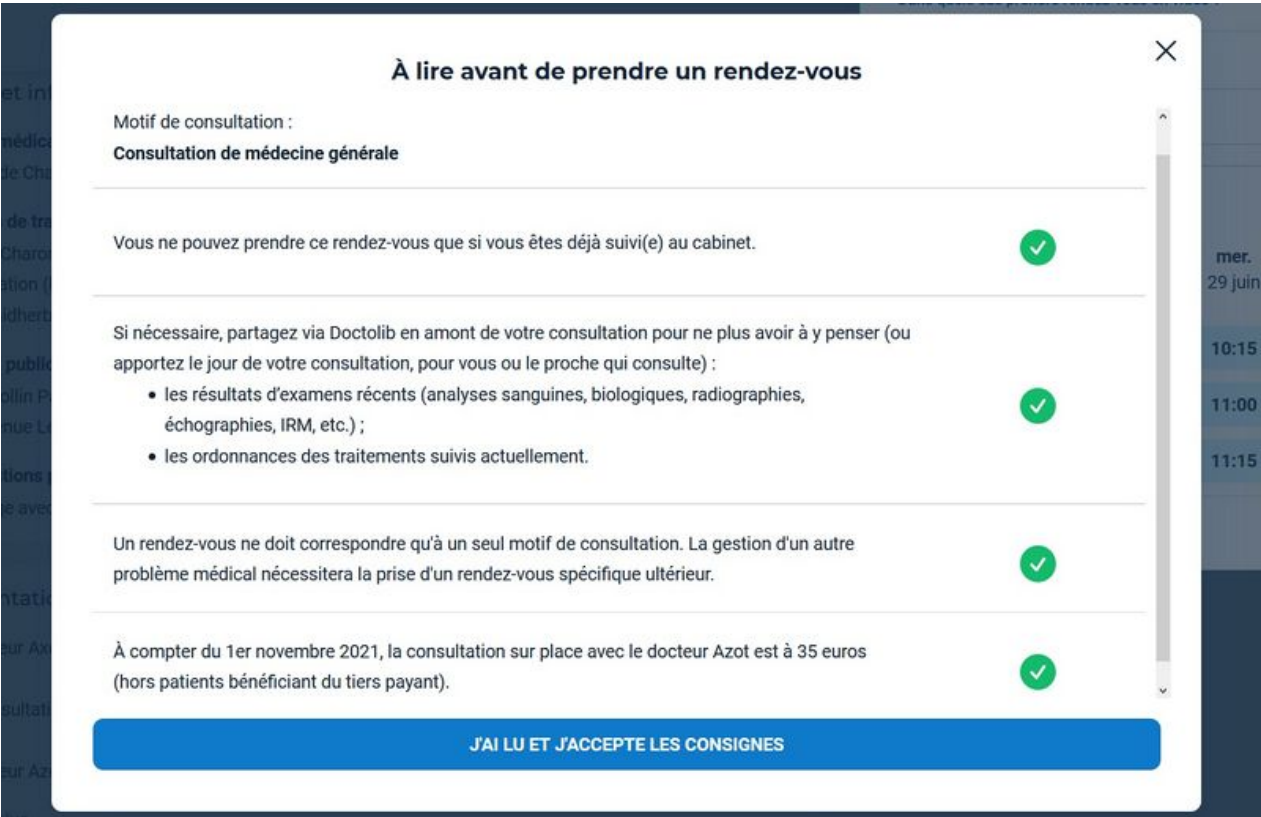 À lire avant de prendre un rendez-vous
Motif de consultation :
Consultation de médecine générale
Vous ne pouvez prendre ce rendez-vous que si vous êtes déjà suivi(e) au cabinet.
Si nécessaire, partagez via Doctolib en amont de votre consultation pour ne plus avoir à y penser (ou
apportez le jour de votre consultation, pour vous ou le proche qui consulte) :
• les résultats d'examens récents (analyses sanguines, biologiques, radiographies,
échographies, IRM, etc.) ;
• les ordonnances des traitements suivis actuellement.
Un rendez-vous ne doit correspondre qu'à un seul motif de consultation. La gestion d'un autre
problème médical nécessitera la prise d'un rendez-vous spécifique ultérieur.
À compter du 1er novembre 2021, la consultation sur place avec le docteur Azot est à 35 euros
(hors patients bénéficiant du tiers payant).
J'AI LU ET J'ACCEPTE LES CONSIGNES
mer.
29 juin
10:15
11:00
11:15